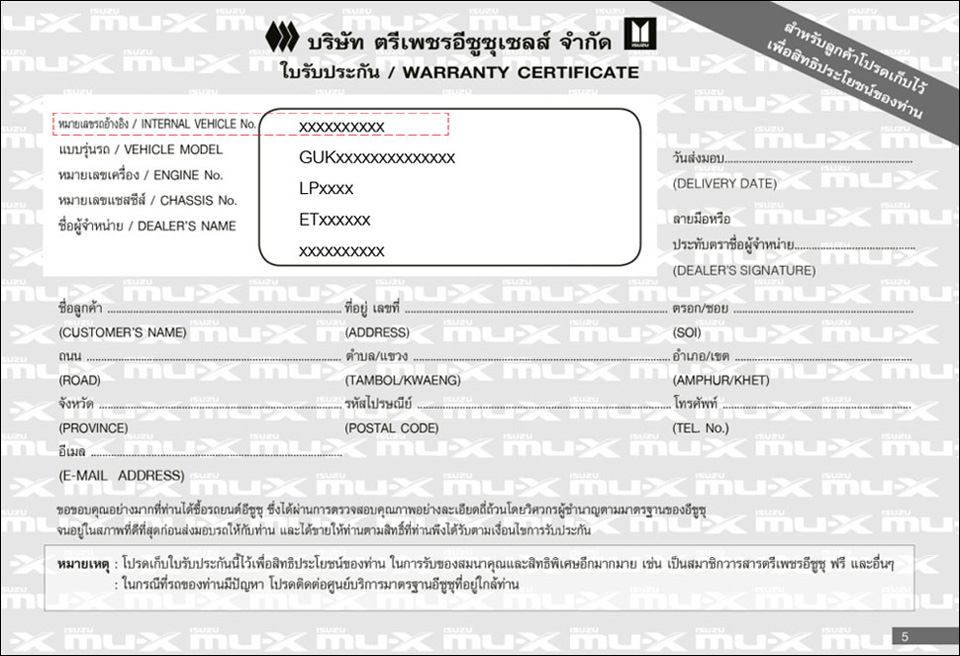 บริษัท ตรีเพชรอีซูซุเซลส์ จำกัด
ISUZU
ใบรับประกัน / WARRANTY CERTIFICATE
สำหรับลูกค้าโปรดเก็บไว้
เพื่อสิทธิประโยชน์ของท่าน
หมายเลขรถอ้างอิง / INTERNAL VEHICLE No. xxxxxxxxxx
แบบรุ่นรถ / VEHICLE MODEL GUKxxxxxxxxxxxxxx
หมายเลขเครื่อง / ENGINE No. LPxxxx
หมายเลขแชสซีส์ / CHASSIS No. ETxxxxxx
ชื่อผู้จำหน่าย / DEALER'S NAME xxxxxxxxxx
วันส่งมอบ
(DELIVERY DATE)
ลายมือหรือ
ประทับตราชื่อผู้จำหน่าย
(DEALER'S SIGNATURE)
ชื่อลูกค้า ที่อยู่ เลขที่ ตรอก/ซอย
(CUSTOMER'S NAME) (ADDRESS) (SOI)
ถนน ตำบล/แขวง อำเภอ/เขต
(ROAD) (TAMBOL/KWAENG) (AMPHUR/KHET)
จังหวัด รหัสไปรษณีย์ โทรศัพท์
(PROVINCE) (POSTAL CODE) (TEL. No.)
อีเมล
(E-MAIL ADDRESS)
ขอขอบคุณอย่างมากที่ท่านได้ซื้อรถยนต์อีซูซุ ซึ่งได้ผ่านการตรวจสอบคุณภาพอย่างละเอียดถี่ถ้วนโดยวิศวกรผู้ชำนาญตามมาตรฐานของอีซูซุ
จนอยู่ในสภาพที่ดีที่สุดก่อนส่งมอบรถให้กับท่าน และได้ขายให้ท่านตามสิทธิ์ที่ท่านพึงได้รับตามเงื่อนไขการรับประกัน
หมายเหตุ : โปรดเก็บใบรับประกันนี้ไว้เพื่อสิทธิประโยชน์ของท่าน ในการรับของสมนาคุณและสิทธิพิเศษอีกมากมาย เช่น เป็นสมาชิกวารสารตรีเพชรอีซูซุ ฟรี และอื่นๆ
: ในกรณีที่รถของท่านมีปัญหา โปรดติดต่อศูนย์บริการมาตรฐานอีซูซุที่อยู่ใกล้ท่าน
5